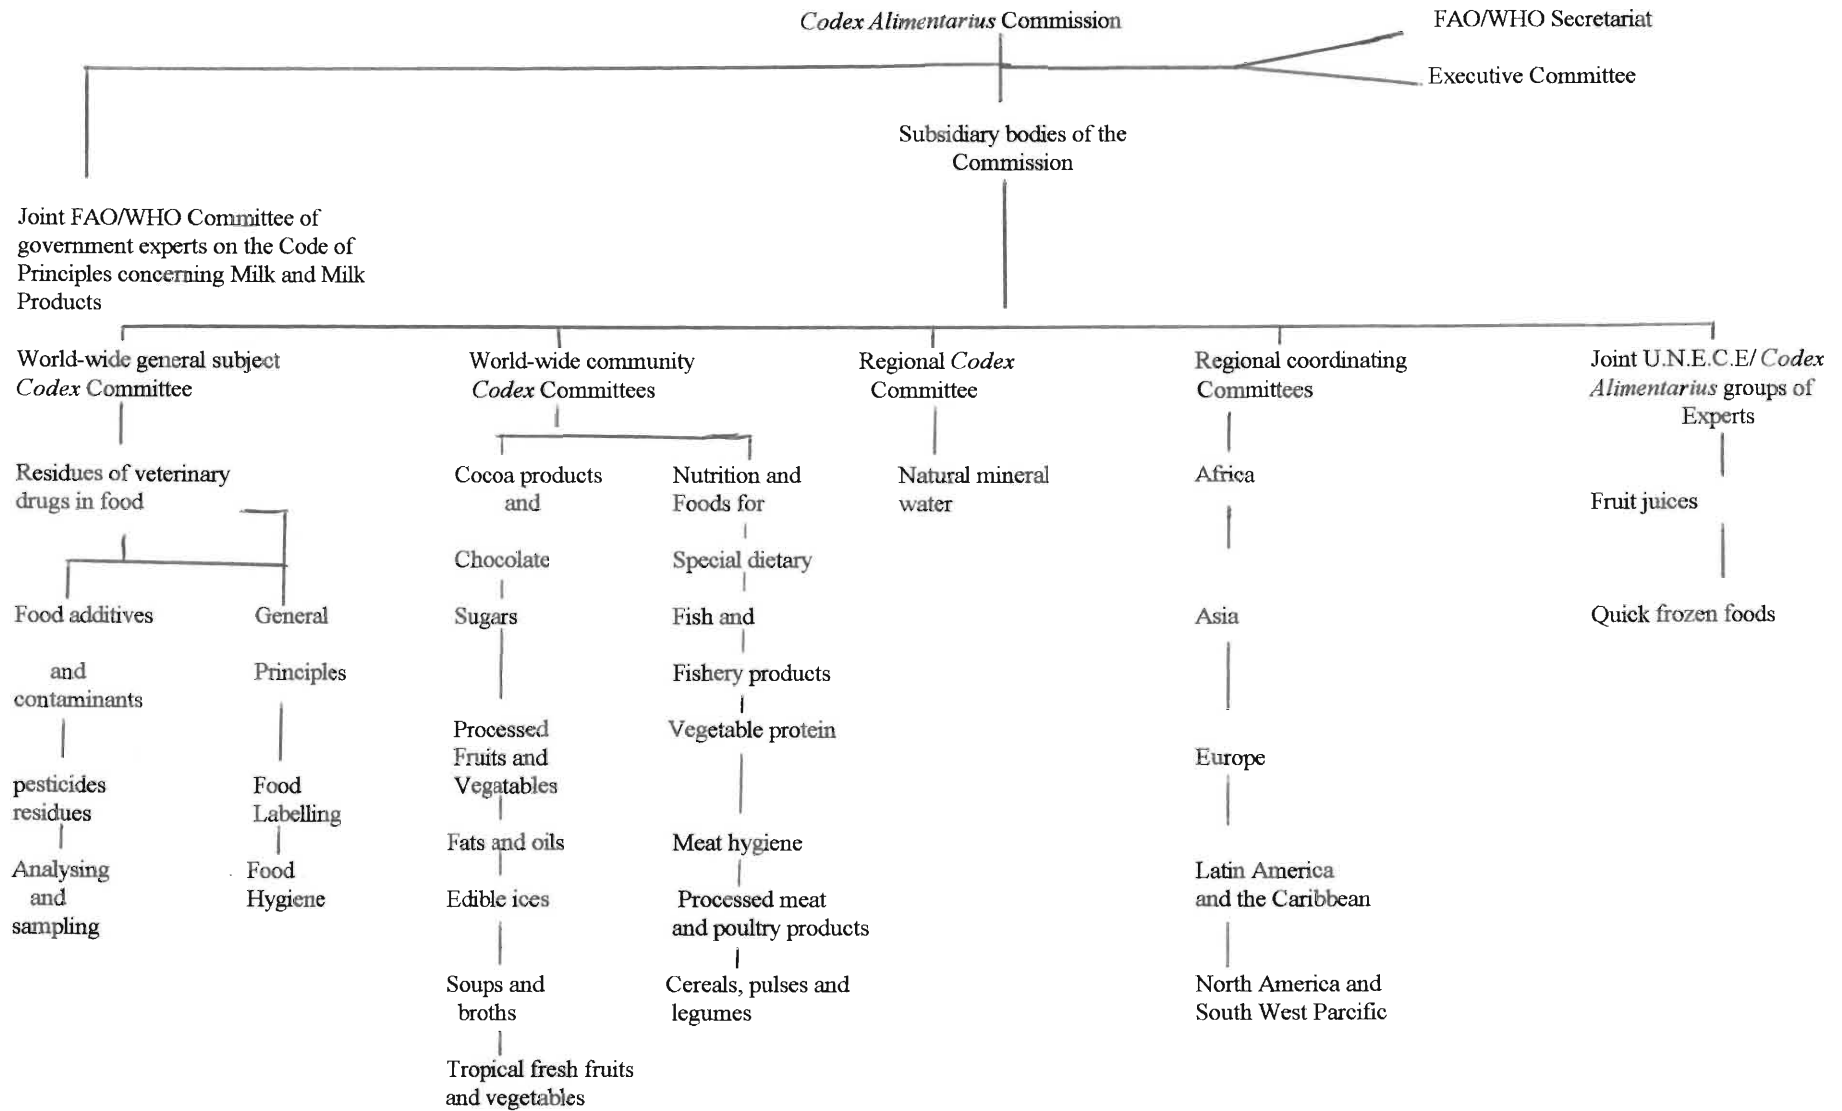 Codex Alimentarius Commission
FAO/WHO Secretariat
Executive Committee
Subsidiary bodies of the
Commission
Joint FAO/WHO Committee of
government experts on the Code of
Principles concerning Milk and Milk
Products
World-wide general subject
Codex Committee
Residues of veterinary
drugs in food
Food additives
and
contaminants
pesticides
residues
Analysing
and
sampling
General
Principles
Food
Labelling
Food
Hygiene
World-wide community
Codex Committees
Cocoa products
and
Chocolate
Sugars
Processed
Fruits and
Vegatables
Fats and oils
Edible ices
Soups and
broths
Tropical fresh fruits
and vegetables
Nutrition and
Foods for
Special dietary
Fish and
Fishery products
Vegetable protein
Meat hygiene
Processed meat
and poultry products
Cereals, pulses and
legumes
Regional Codex
Committee
Natural mineral
water
Regional coordinating
Committees
Africa
Asia
Europe
Latin America
and the Caribbean
North America and
South West Parcific
Joint U.N.E.C.E/ Codex
Alimentarius groups of
Experts
Fruit juices
Quick frozen foods